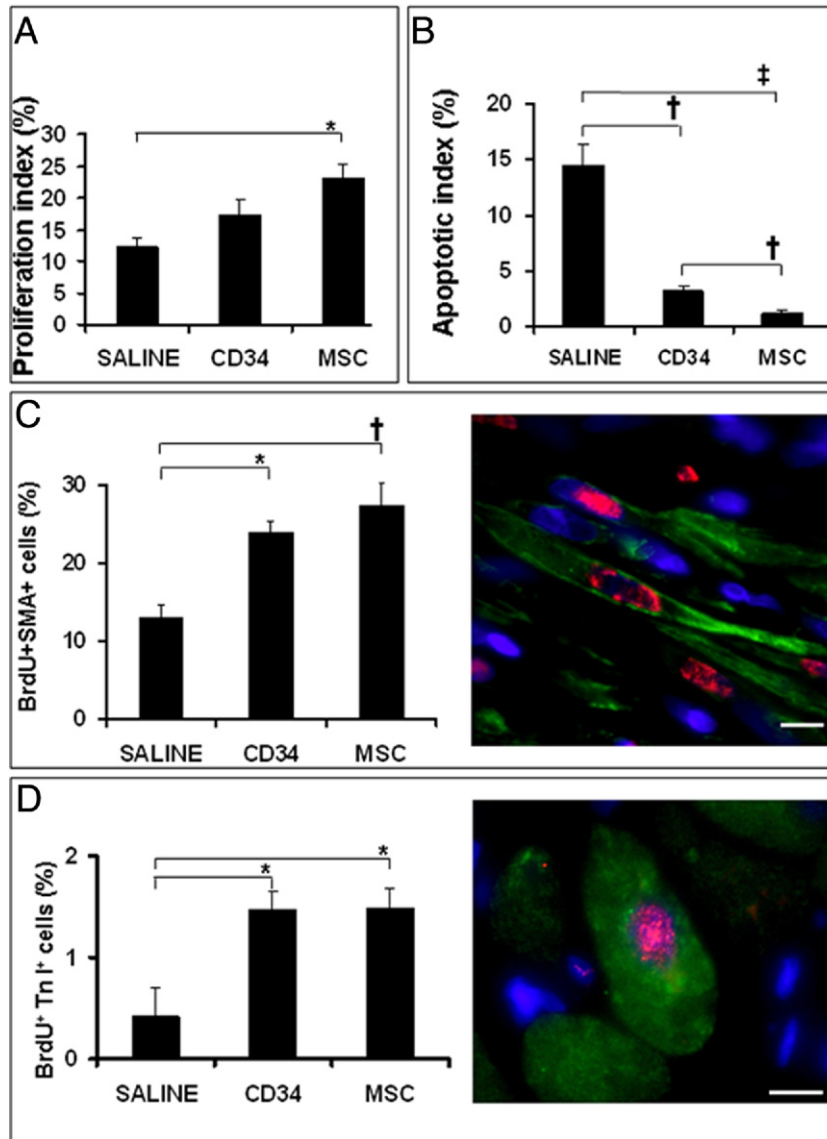 A
Proliferation index (%)
30
25
20
15
10
5
0
*
SALINE CD34 MSC
B
Apoptotic index (%)
20
15
10
5
0
‡
†
†
SALINE CD34 MSC
C
BrdU+SMA+ cells (%)
30
20
10
0
†
*
SALINE CD34 MSC
D
BrdU⁺ Tn I⁺ cells (%)
2
1
0
*
*
SALINE CD34 MSC